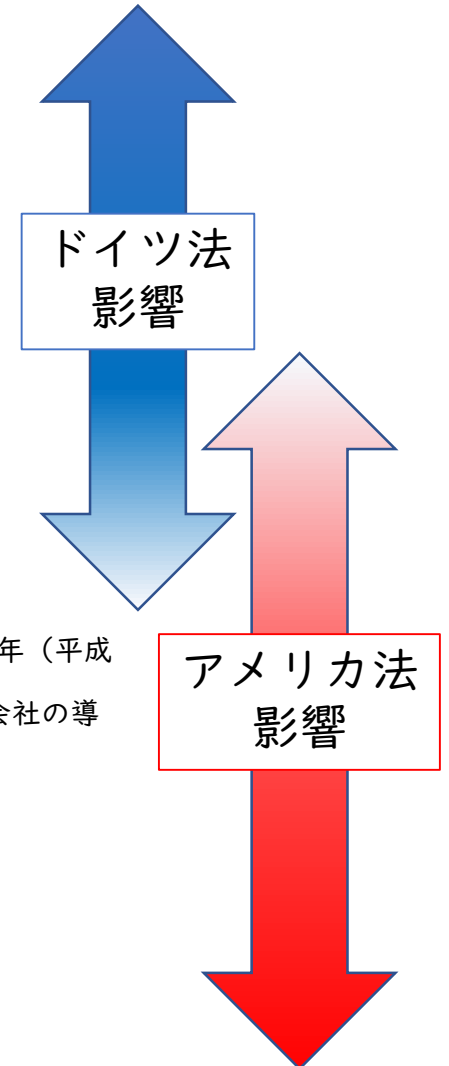 ドイツ法
影響
年（平成
会社の導
アメリカ法
影響